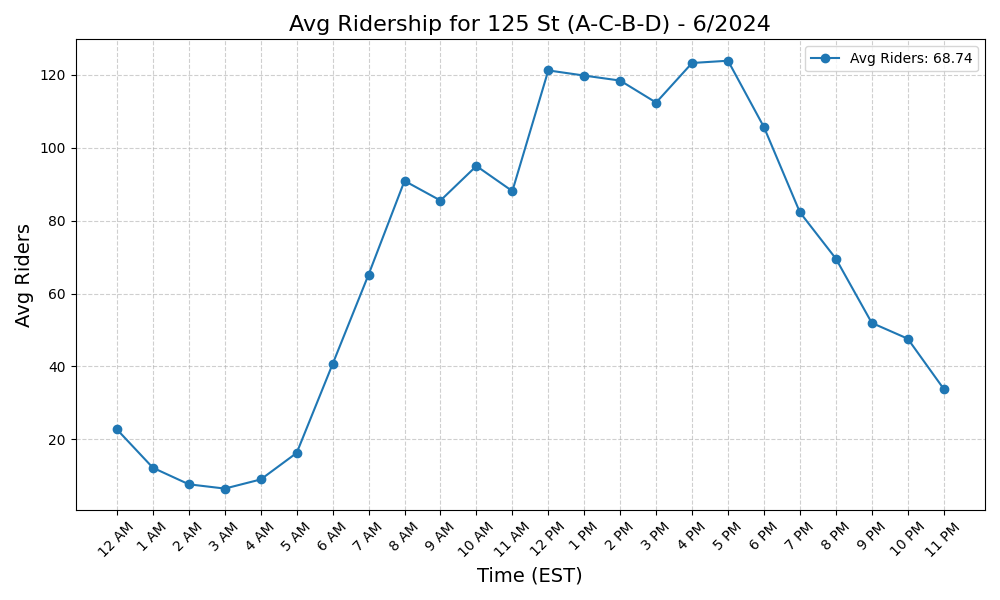 Avg Ridership for 125 St (A-C-B-D) - 6/2024
Avg Riders: 68.74
Avg Riders
120
100
80
60
40
20
12 AM
1 AM
2 AM
3 AM
4 AM
5 AM
6 AM
7 AM
8 AM
9 AM
10 AM
11 AM
12 PM
1 PM
2 PM
3 PM
4 PM
5 PM
6 PM
7 PM
8 PM
9 PM
10 PM
11 PM
Time (EST)